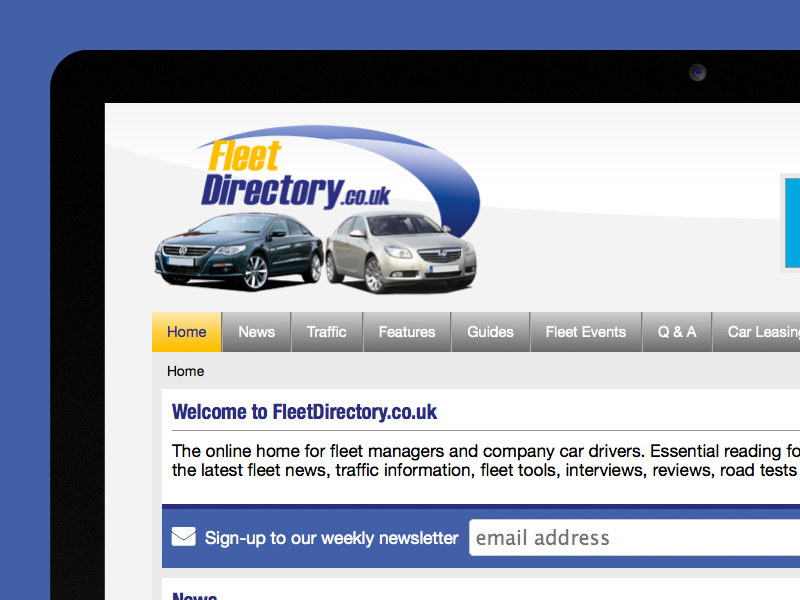 Fleet
Directory.co.uk
Home News Traffic Features Guides Fleet Events Q & A Car Leasing
Home
Welcome to FleetDirectory.co.uk
The online home for fleet managers and company car drivers. Essential reading fo
the latest fleet news, traffic information, fleet tools, interviews, reviews, road tests
Sign-up to our weekly newsletter email address
News